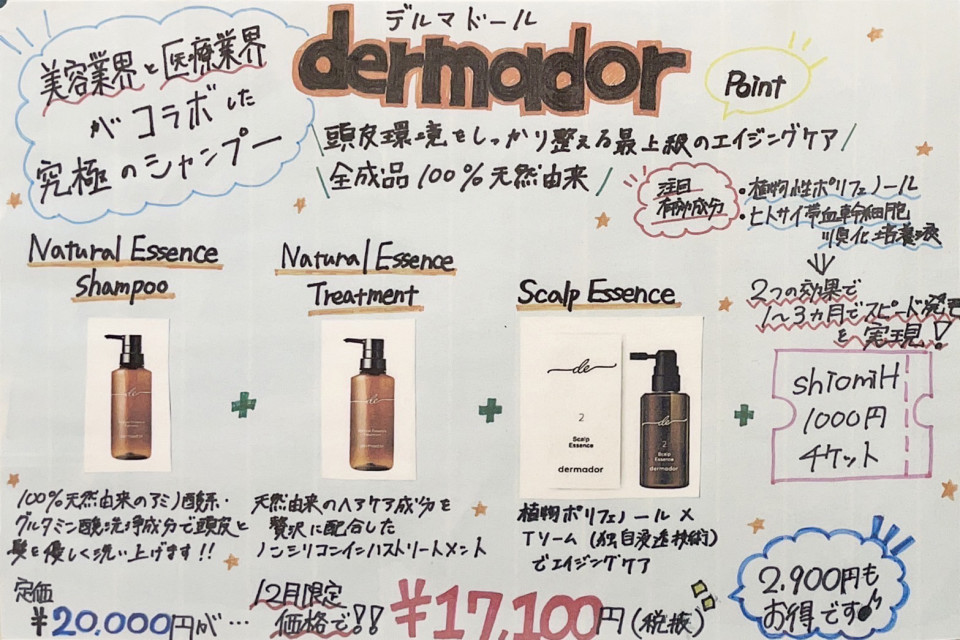 デルマドール
dermador
美容業界と医療業界
がコラボした
究極のシャンプー
Point
頭皮環境をしっかり整える最上級のエイジングケア
全成品100%天然由来
注目
有効成分
・植物性ポリフェノール
・ヒトサイ帯血幹細胞
順化培養液
2つの効果で
1~3ヵ月でスピード発毛
を実現!
Natural Essence
Shampoo
Natural Essence
Treatment
Scalp Essence
de
de
de
2
Scalp
Essence
dermador
de
2
Scalp
Essence
dermador
+
+
+
shiomiH
1000円
チケット
100%天然由来のアミノ酸系・
グルタミン酸洗浄成分で頭皮と
髪を優しく洗い上げます!!
天然由来のヘアケア成分を
贅沢に配合した
ノンシリコンインバストリートメント
植物ポリフェノール×
Tリーム(独自浸透技術)
でエイジングケア
定価
¥20.000円が…
12月限定
価格で!!
¥17,100円(税抜)
2.900円も
お得です